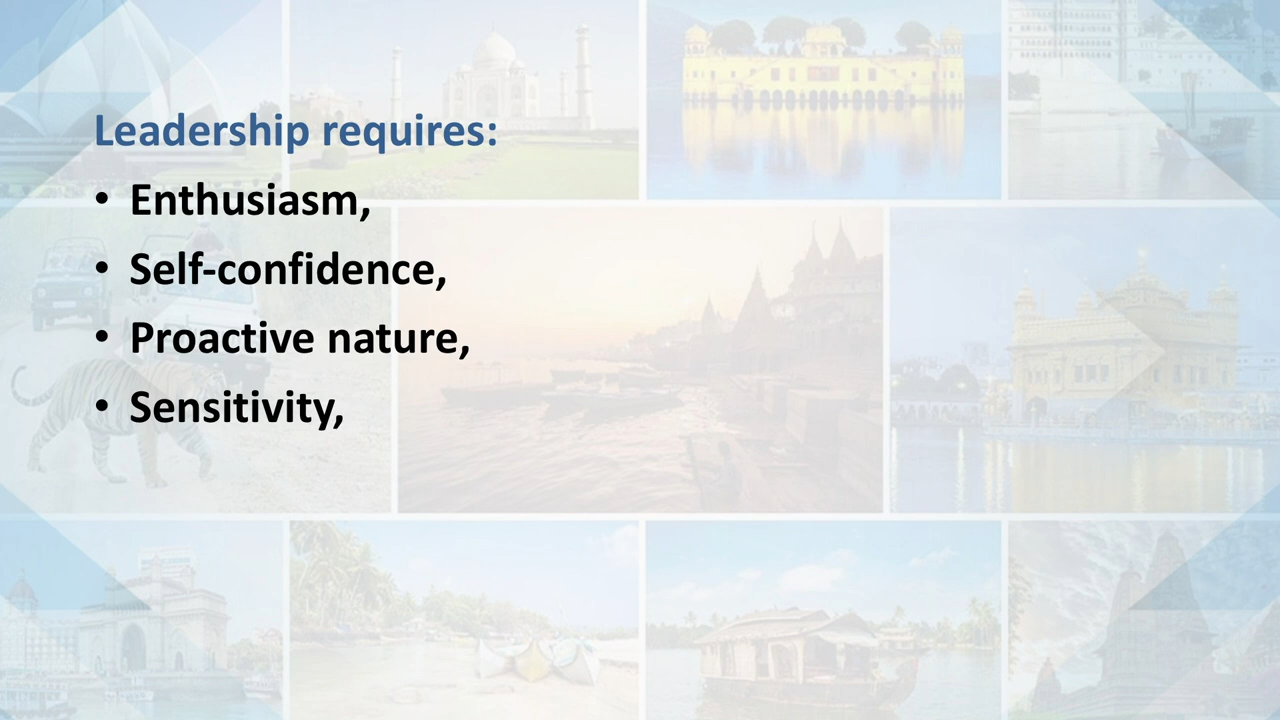 Leadership requires:
• Enthusiasm,
• Self-confidence,
• Proactive nature,
• Sensitivity,